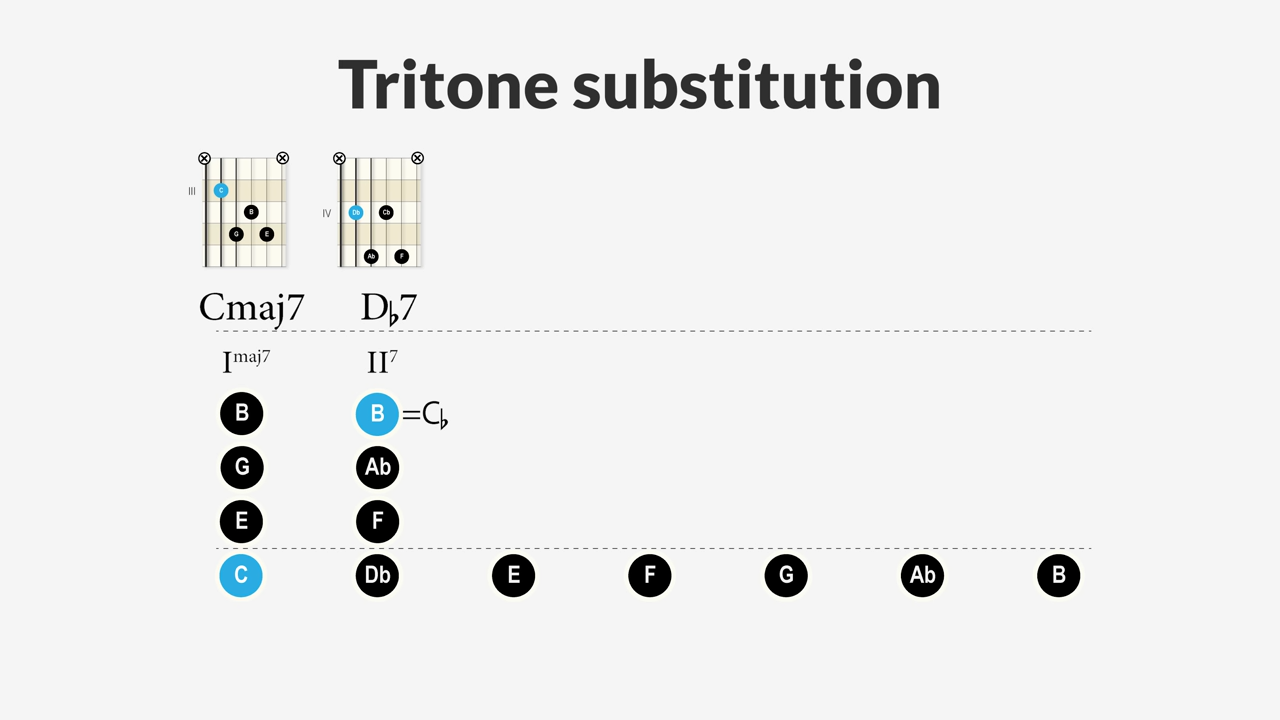 Tritone substitution
III C B G E
IV Db Cb Ab F
Cmaj7 D♭7
Imaj7 II7
B B =C♭
G Ab
E F
C Db E F G Ab B